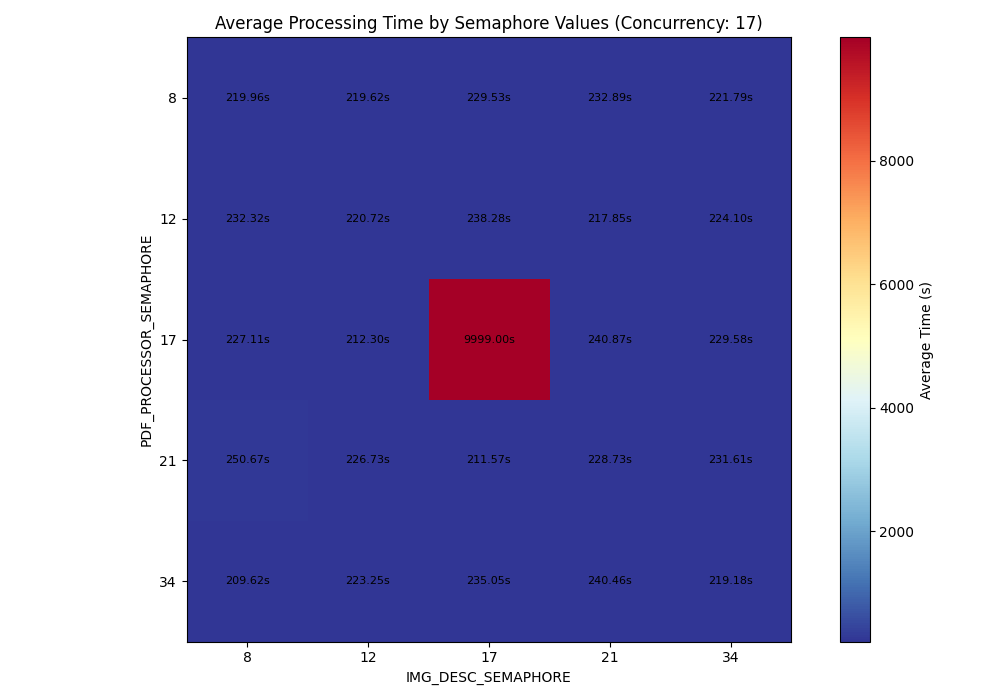 Average Processing Time by Semaphore Values (Concurrency: 17)
8 219.96s 219.62s 229.53s 232.89s 221.79s
12 232.32s 220.72s 238.28s 217.85s 224.10s
17 227.11s 212.30s 9999.00s 240.87s 229.58s
21 250.67s 226.73s 211.57s 228.73s 231.61s
34 209.62s 223.25s 235.05s 240.46s 219.18s
8 12 17 21 34
IMG_DESC_SEMAPHORE
PDF_PROCESSOR_SEMAPHORE
8000
6000
4000
2000
Average Time (s)